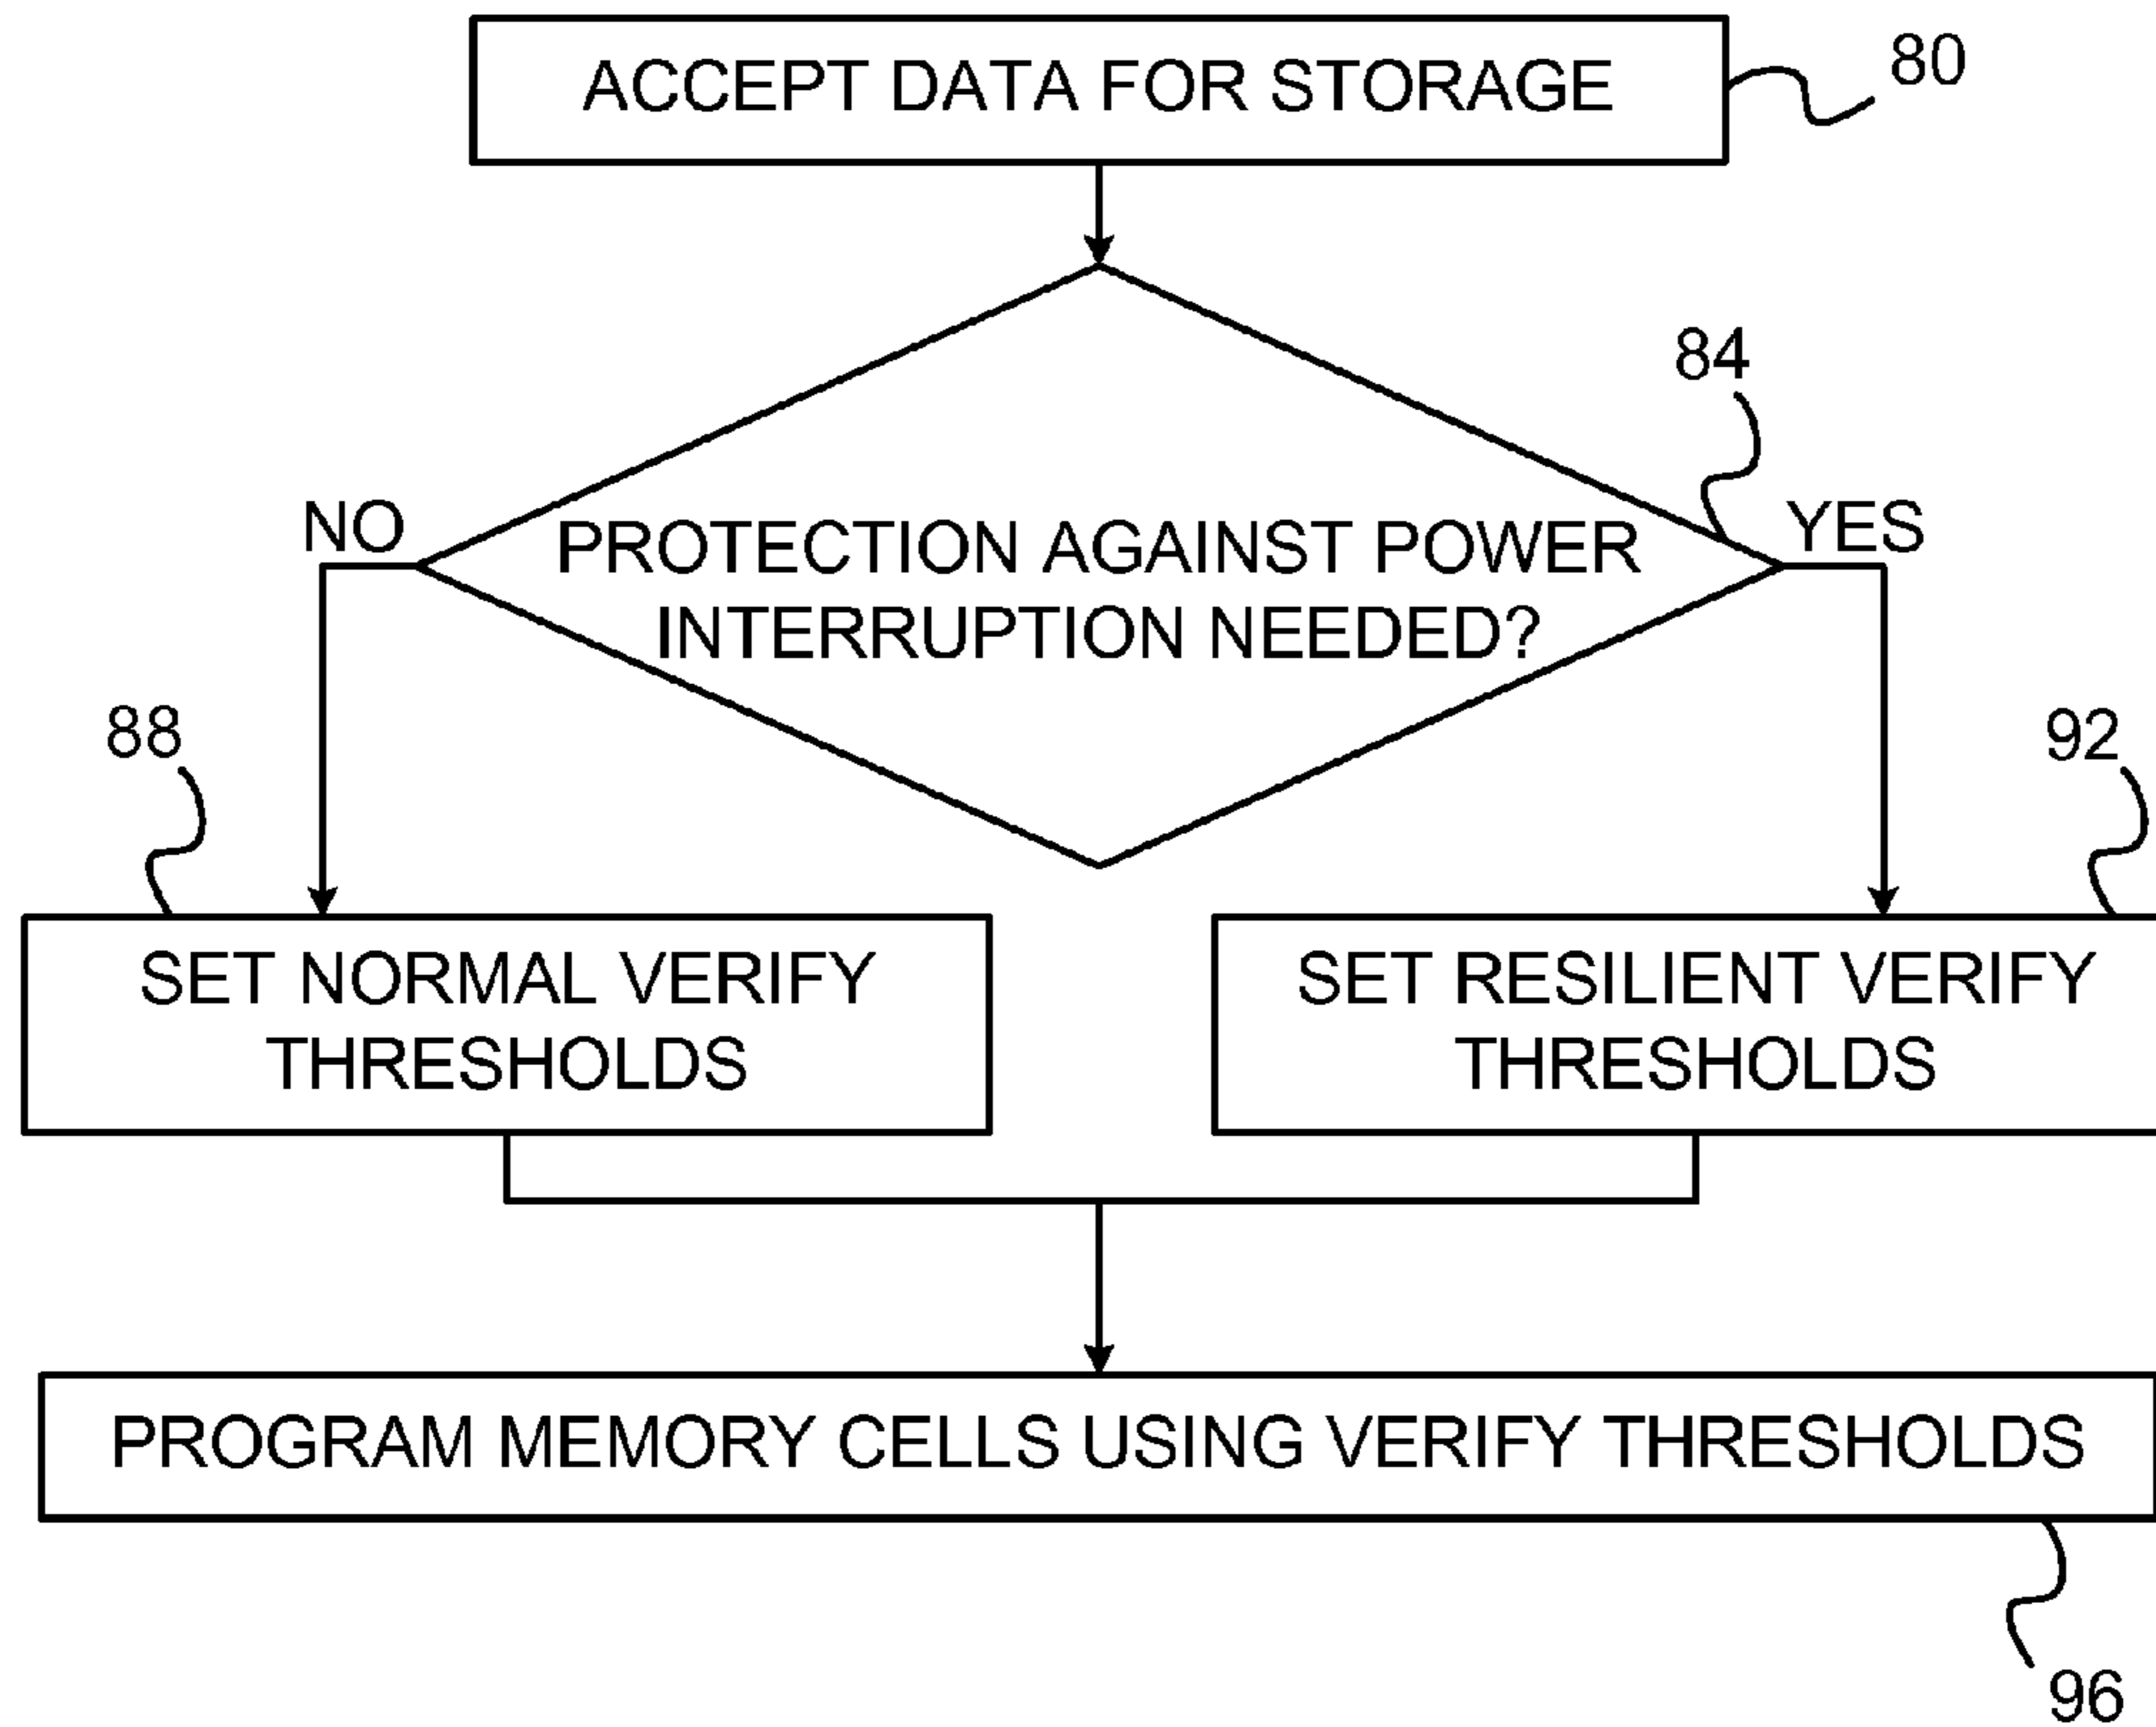 ACCEPT DATA FOR STORAGE
80
84
NO
YES
PROTECTION AGAINST POWER
INTERRUPTION NEEDED?
88
92
SET NORMAL VERIFY
THRESHOLDS
SET RESILIENT VERIFY
THRESHOLDS
PROGRAM MEMORY CELLS USING VERIFY THRESHOLDS
96